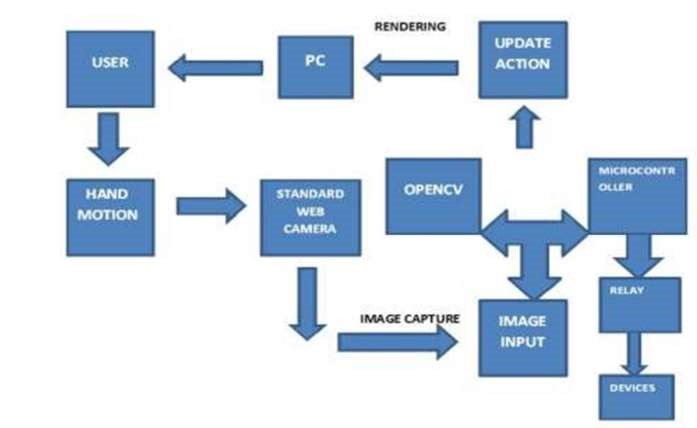 RENDERING
USER
PC
UPDATE
ACTION
HAND
MOTION
STANDARD
WEB
CAMERA
OPENCV
MICROCONTR
OLLER
IMAGE CAPTURE
IMAGE
INPUT
RELAY
DEVICES